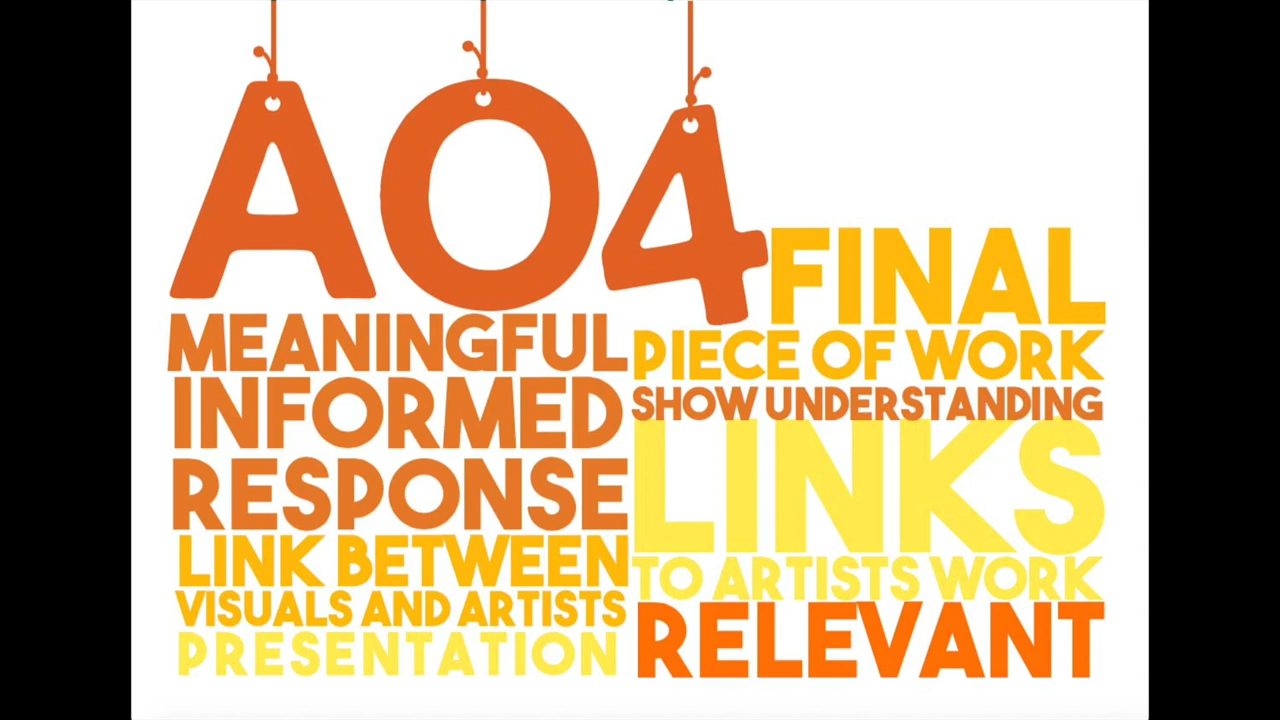 AO4
MEANINGFUL
INFORMED
RESPONSE
LINK BETWEEN
VISUALS AND ARTISTS
PRESENTATION
FINAL
PIECE OF WORK
SHOW UNDERSTANDING
LINKS
TO ARTISTS WORK
RELEVANT